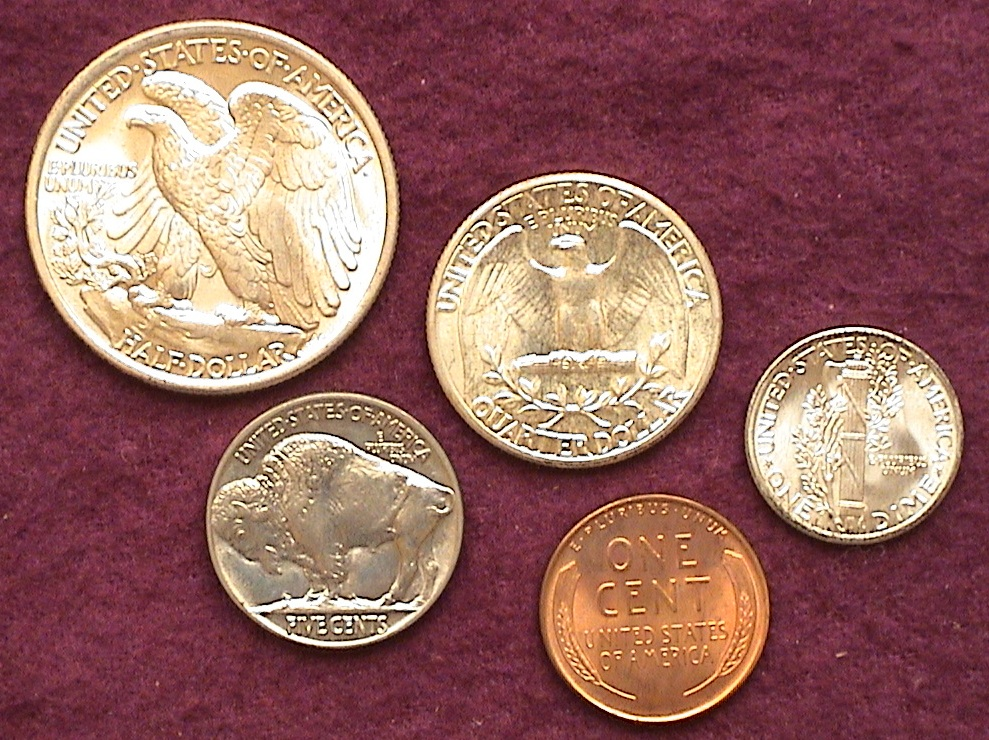 UNITED·STATES·OF·AMERICA
E·PLURIBUS
UNUM
HALF·DOLLAR
UNITED STATES OF AMERICA
E PLURIBUS
UNUM
QUARTER DOLLAR
UNITED·STATES·OF·AMERICA
E PLURIBUS
UNUM
ONE DIME
UNITED STATES OF AMERICA
E
PLURIBUS
FIVE CENTS
E·PLURIBUS·UNUM
ONE
CENT
UNITED STATES
OF AMERICA